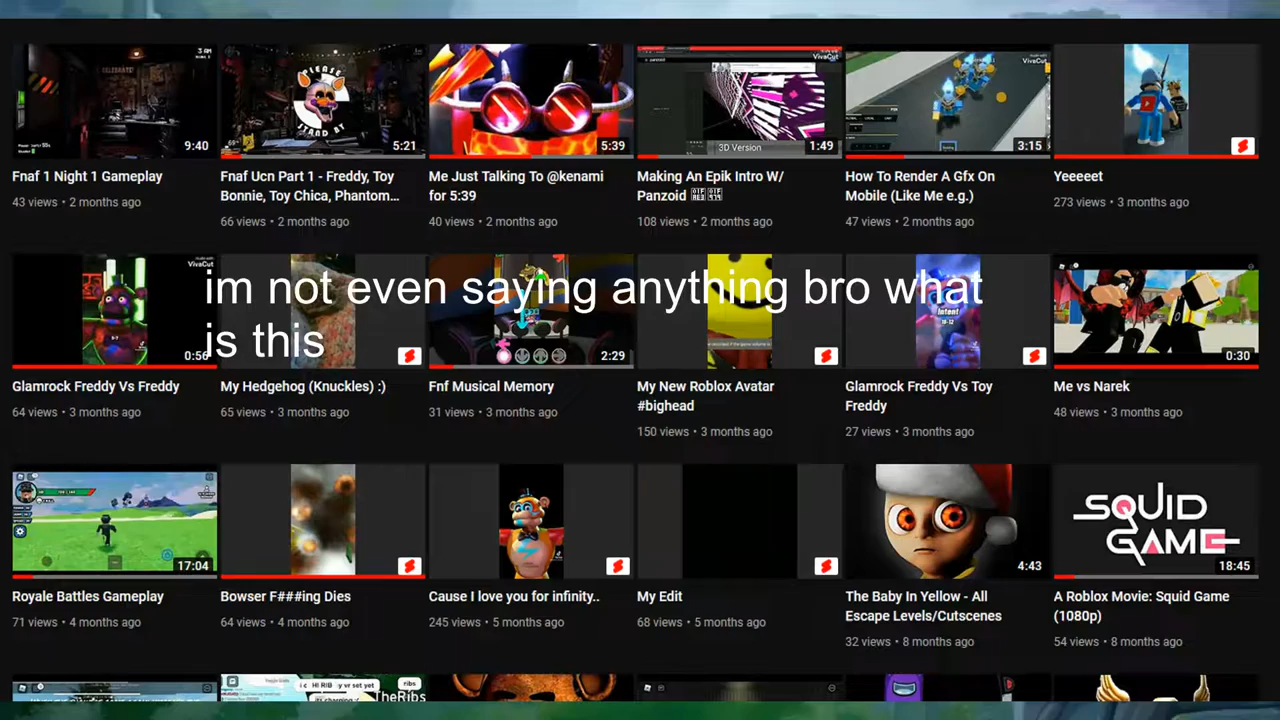 3 AM
CELEBRATE!
9:40
PLEASE
STAND BY
5:21
5:39
VivaCut
3D Version
1:49
VivaCut
3:15
Fnaf 1 Night 1 Gameplay
43 views • 2 months ago
Fnaf Ucn Part 1 - Freddy, Toy
Bonnie, Toy Chica, Phantom…
66 views • 2 months ago
Me Just Talking To @kenami
for 5:39
40 views • 2 months ago
Making An Epik Intro W/
Panzoid
108 views • 2 months ago
How To Render A Gfx On
Mobile (Like Me e.g.)
47 views • 2 months ago
Yeeeeet
273 views • 3 months ago
VivaCut
im not even saying anything bro what
is this
0:56
2:29
0:30
Glamrock Freddy Vs Freddy
64 views • 3 months ago
My Hedgehog (Knuckles) :)
65 views • 3 months ago
Fnf Musical Memory
31 views • 3 months ago
My New Roblox Avatar
#bighead
150 views • 3 months ago
Glamrock Freddy Vs Toy
Freddy
27 views • 3 months ago
Me vs Narek
48 views • 3 months ago
17:04
4:43
SQUID
GAME
18:45
Royale Battles Gameplay
71 views • 4 months ago
Bowser F###ing Dies
64 views • 4 months ago
Cause I love you for infinity..
245 views • 5 months ago
My Edit
68 views • 5 months ago
The Baby In Yellow - All
Escape Levels/Cutscenes
32 views • 8 months ago
A Roblox Movie: Squid Game
(1080p)
54 views • 8 months ago
ribs
TheRibs